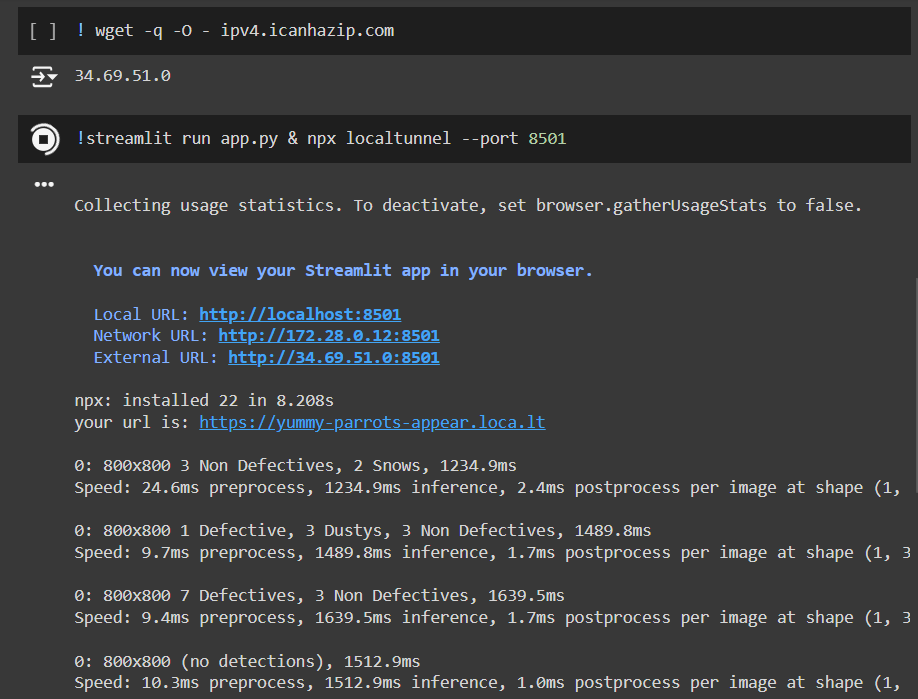 [ ] ! wget -q -O - ipv4.icanhazip.com
34.69.51.0
!streamlit run app.py & npx localtunnel --port 8501
Collecting usage statistics. To deactivate, set browser.gatherUsageStats to false.
You can now view your Streamlit app in your browser.
Local URL: http://localhost:8501
Network URL: http://172.28.0.12:8501
External URL: http://34.69.51.0:8501
npx: installed 22 in 8.208s
your url is: https://yummy-parrots-appear.loca.lt
0: 800x800 3 Non Defectives, 2 Snows, 1234.9ms
Speed: 24.6ms preprocess, 1234.9ms inference, 2.4ms postprocess per image at shape (1,
0: 800x800 1 Defective, 3 Dustys, 3 Non Defectives, 1489.8ms
Speed: 9.7ms preprocess, 1489.8ms inference, 1.7ms postprocess per image at shape (1, 3
0: 800x800 7 Defectives, 3 Non Defectives, 1639.5ms
Speed: 9.4ms preprocess, 1639.5ms inference, 1.7ms postprocess per image at shape (1, 3
0: 800x800 (no detections), 1512.9ms
Speed: 10.3ms preprocess, 1512.9ms inference, 1.0ms postprocess per image at shape (1,